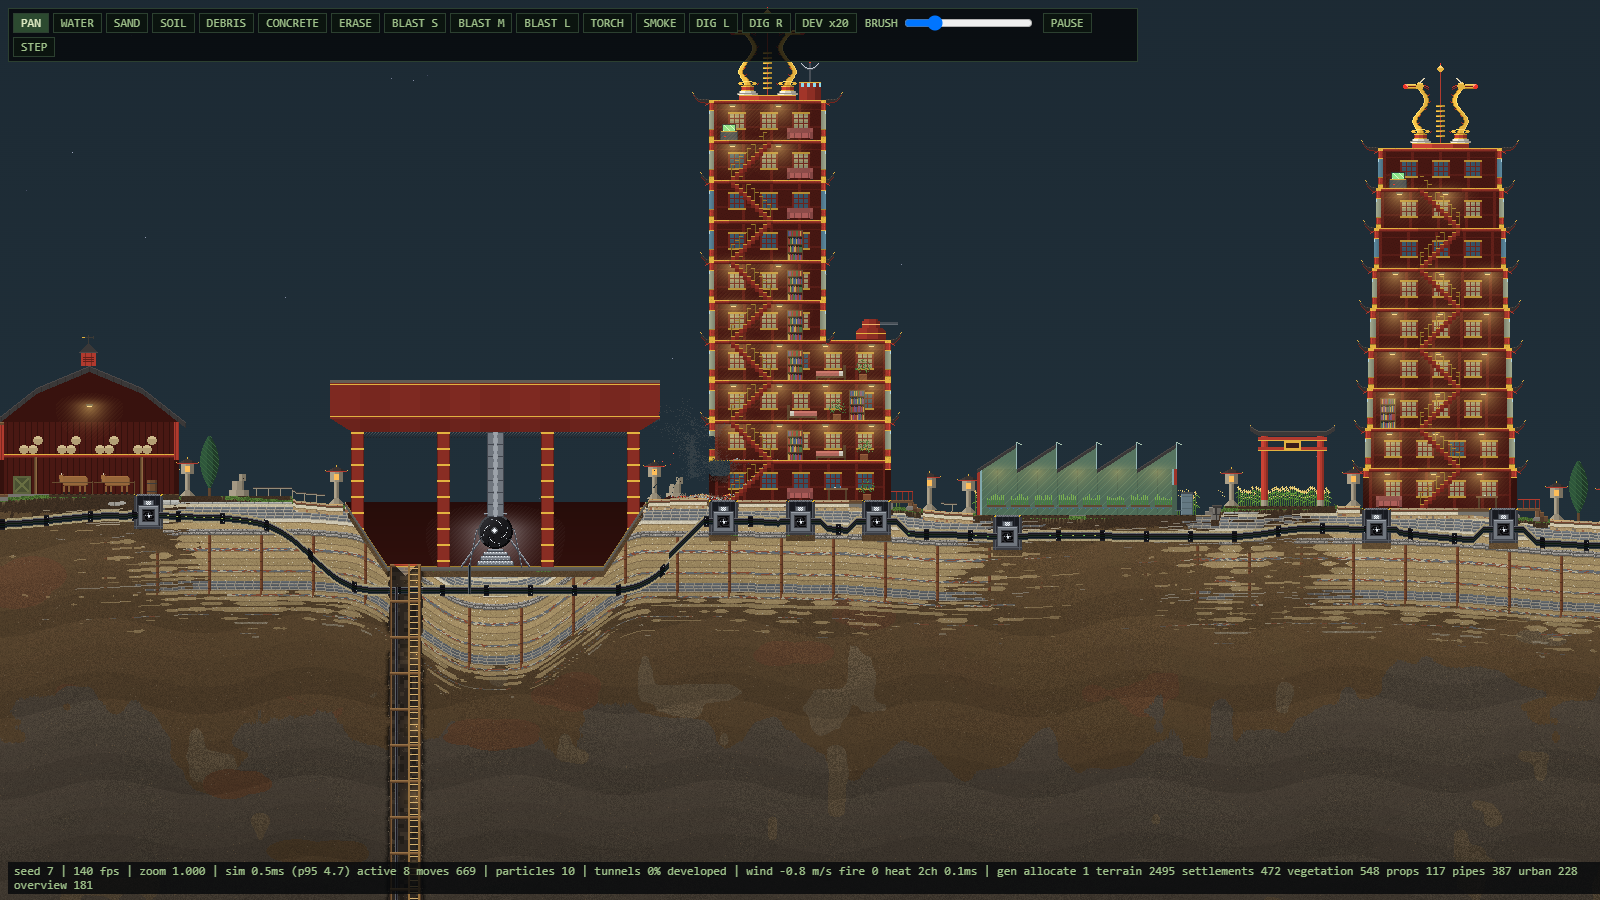 PAN WATER SAND SOIL DEBRIS CONCRETE ERASE BLAST S BLAST M BLAST L TORCH SMOKE DIG L DIG R DEV x20 BRUSH PAUSE
STEP
seed 7 | 140 fps | zoom 1.000 | sim 0.5ms (p95 4.7) active 8 moves 669 | particles 10 | tunnels 0% developed | wind -0.8 m/s fire 0 heat 2ch 0.1ms | gen allocate 1 terrain 2495 settlements 472 vegetation 548 props 117 pipes 387 urban 228
overview 181